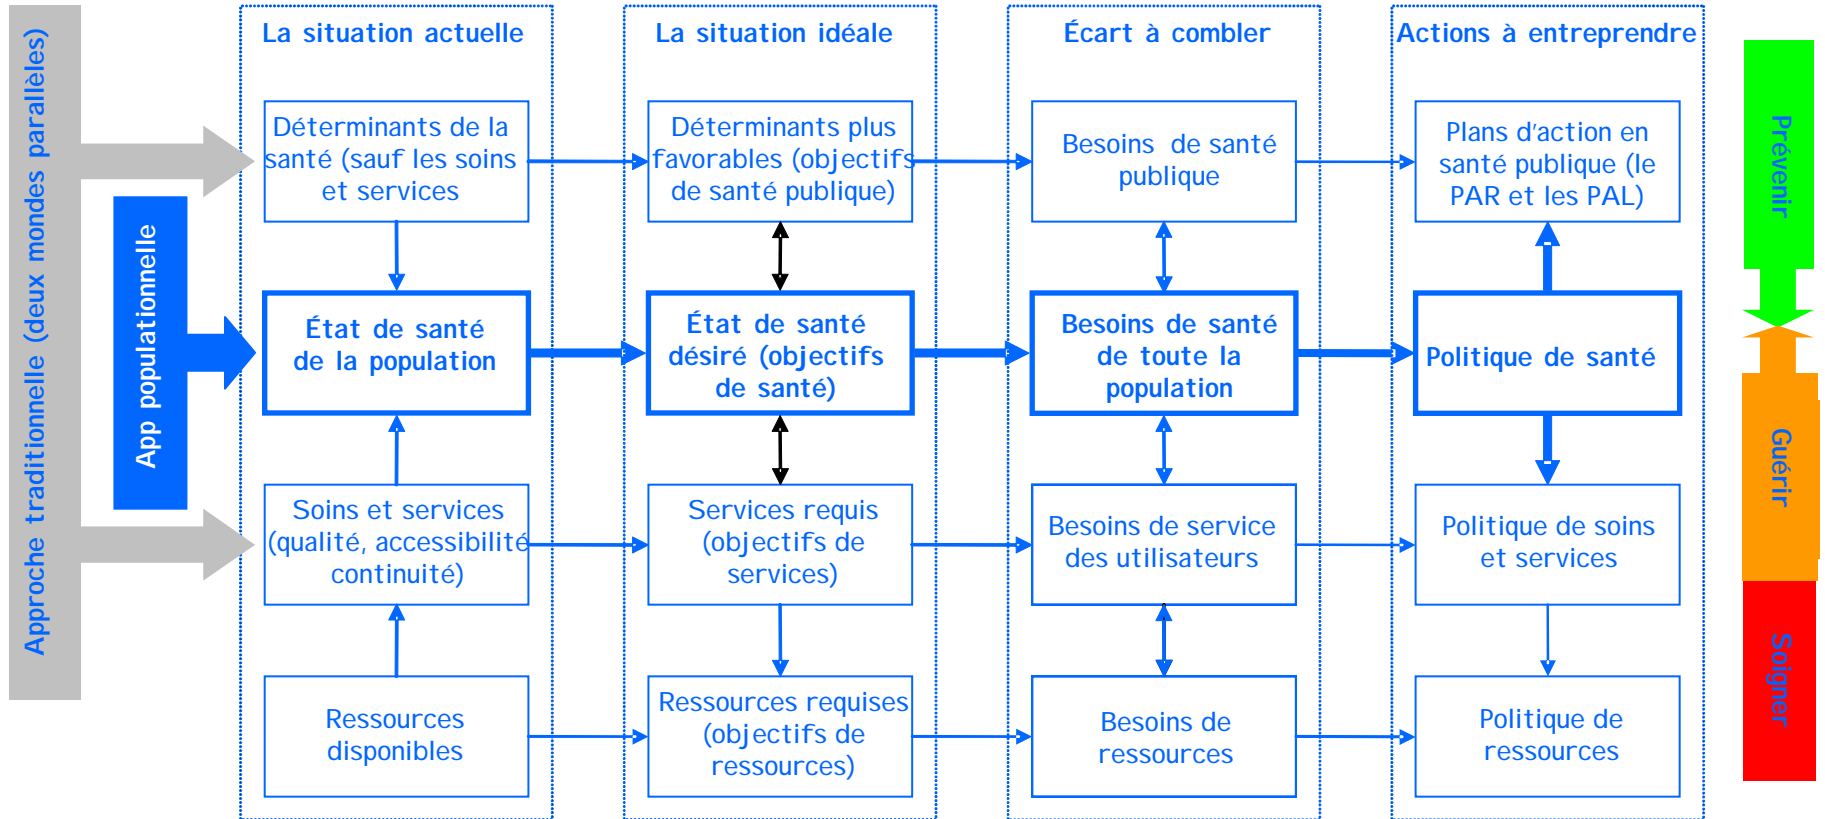 Approche traditionnelle (deux mondes parallèles)
App populationnelle
La situation actuelle
Déterminants de la
santé (sauf les soins
et services
État de santé
de la population
Soins et services
(qualité, accessibilité
continuité)
Ressources
disponibles
La situation idéale
Déterminants plus
favorables (objectifs
de santé publique)
État de santé
désiré (objectifs
de santé)
Services requis
(objectifs de
services)
Ressources requises
(objectifs de
ressources)
Écart à combler
Besoins de santé
publique
Besoins de santé
de toute la
population
Besoins de service
des utilisateurs
Besoins de
ressources
Actions à entreprendre
Plans d'action en
santé publique (le
PAR et les PAL)
Politique de santé
Politique de soins
et services
Politique de
ressources
Prévenir
Guérir
Soigner